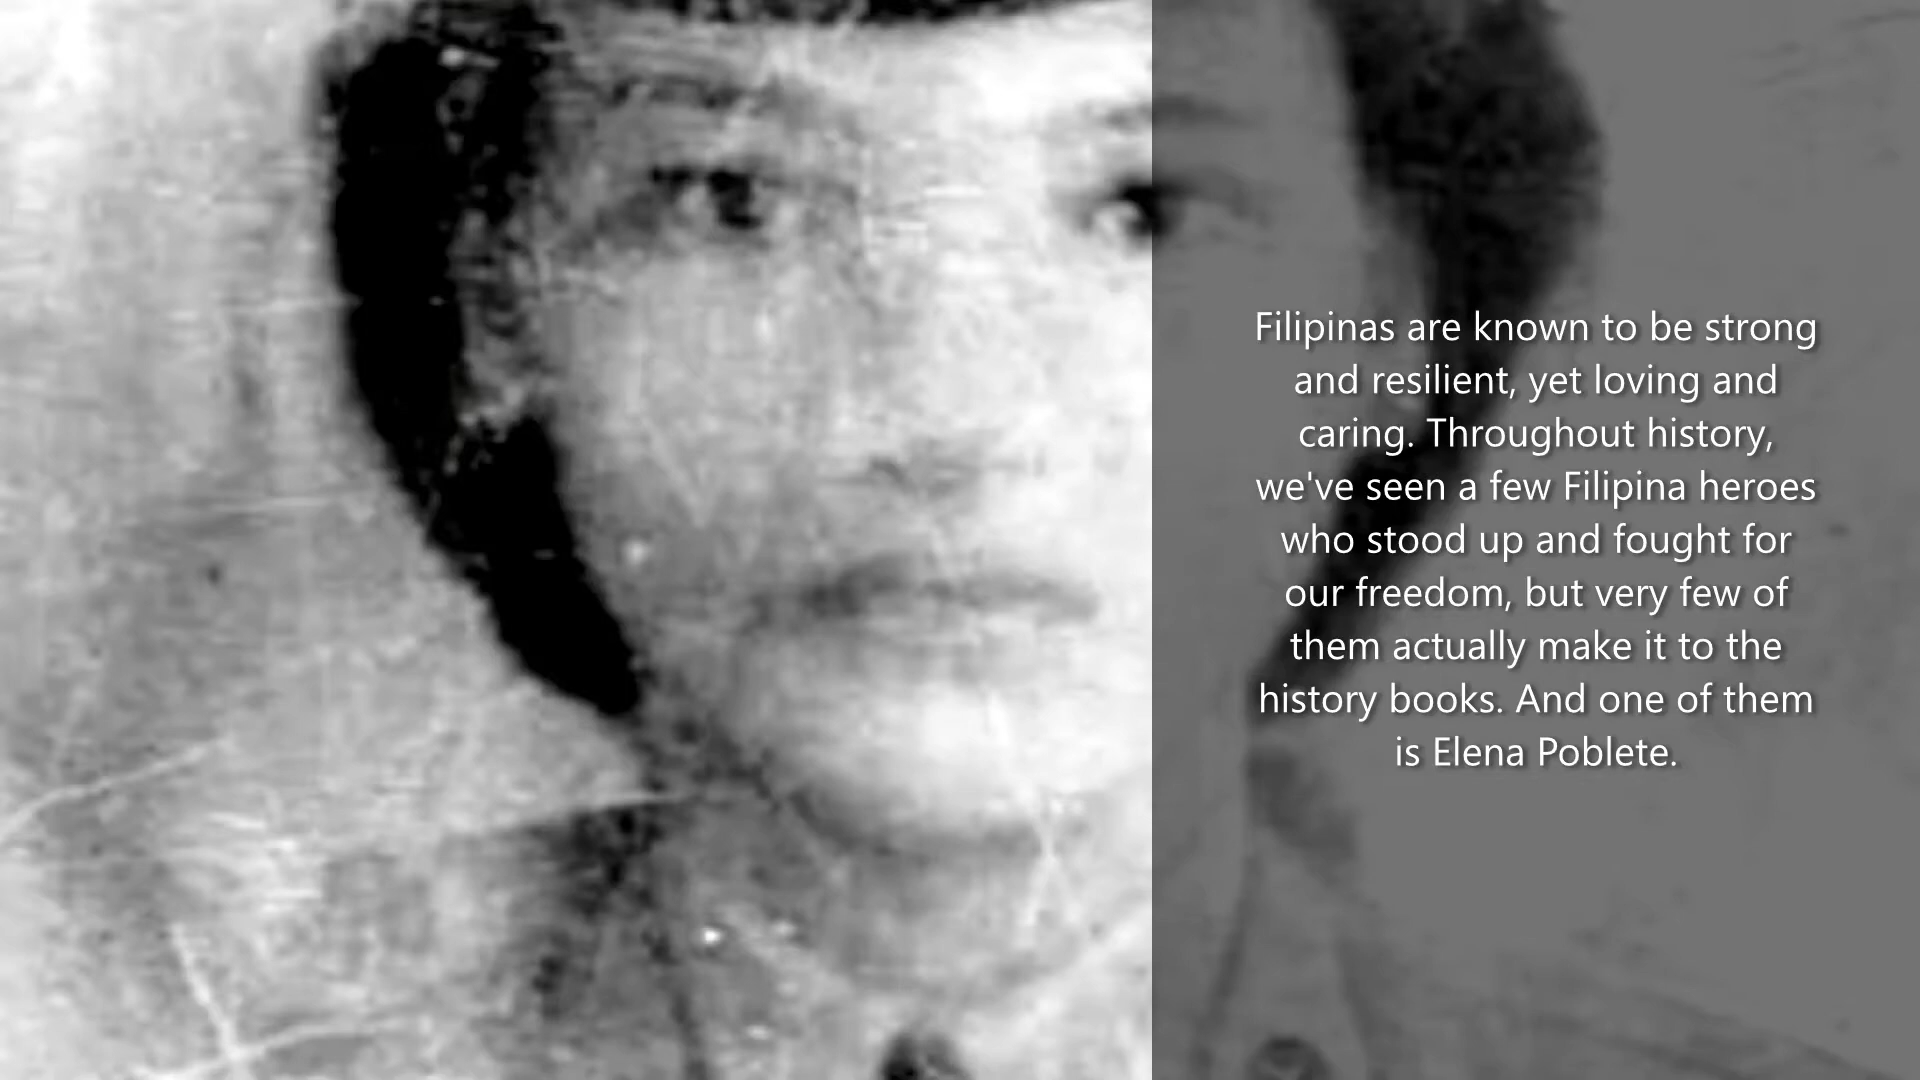 Filipinas are known to be strong
and resilient, yet loving and
caring. Throughout history,
we've seen a few Filipina heroes
who stood up and fought for
our freedom, but very few of
them actually make it to the
history books. And one of them
is Elena Poblete.